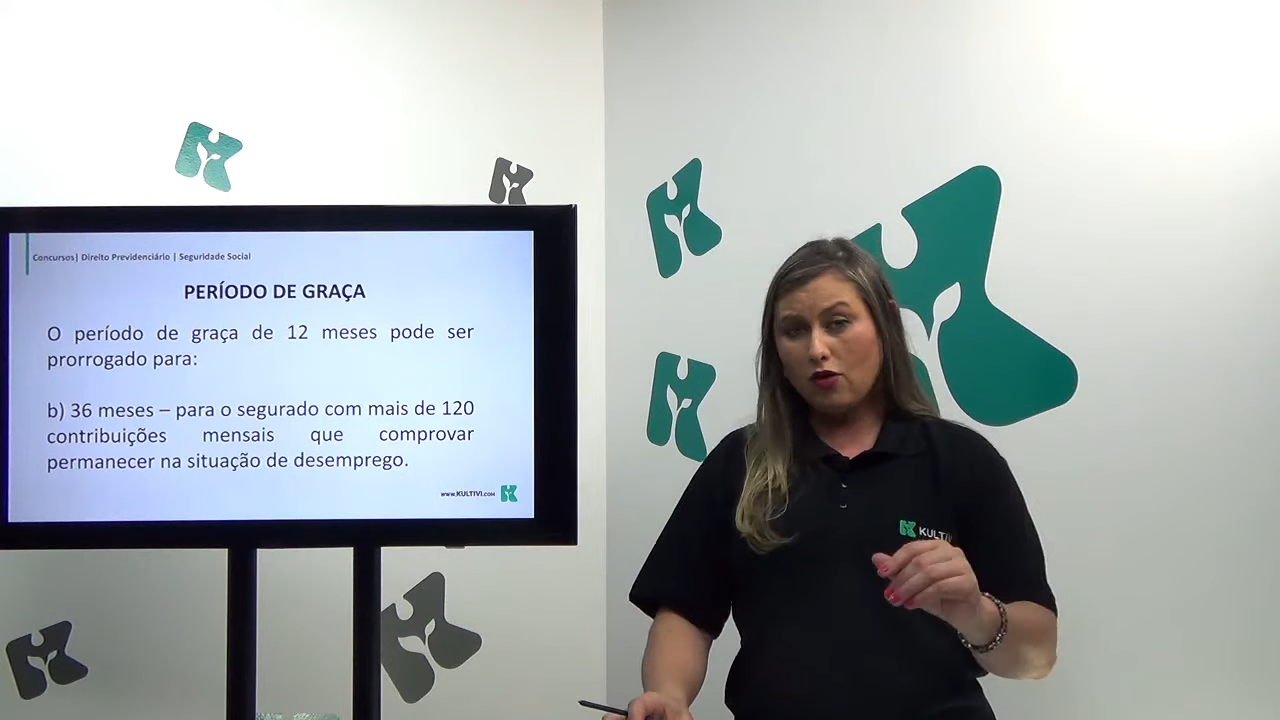 Concursos| Direito Previdenciário | Seguridade Social
PERÍODO DE GRAÇA
O período de graça de 12 meses pode ser
prorrogado para:
b) 36 meses – para o segurado com mais de 120
contribuições mensais que comprovar
permanecer na situação de desemprego.
www.KULTIVI.COM
KULTIVI